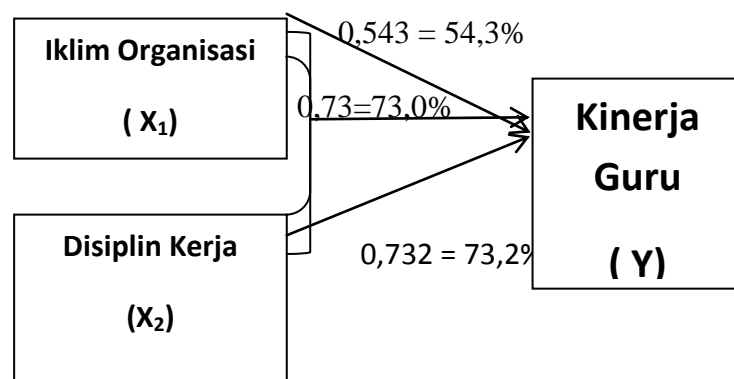 Iklim Organisasi
( X₁)
0,543 = 54,3%
0,73=73,0%
Disiplin Kerja
(X₂)
0,732 = 73,2%
Kinerja
Guru
( Y)